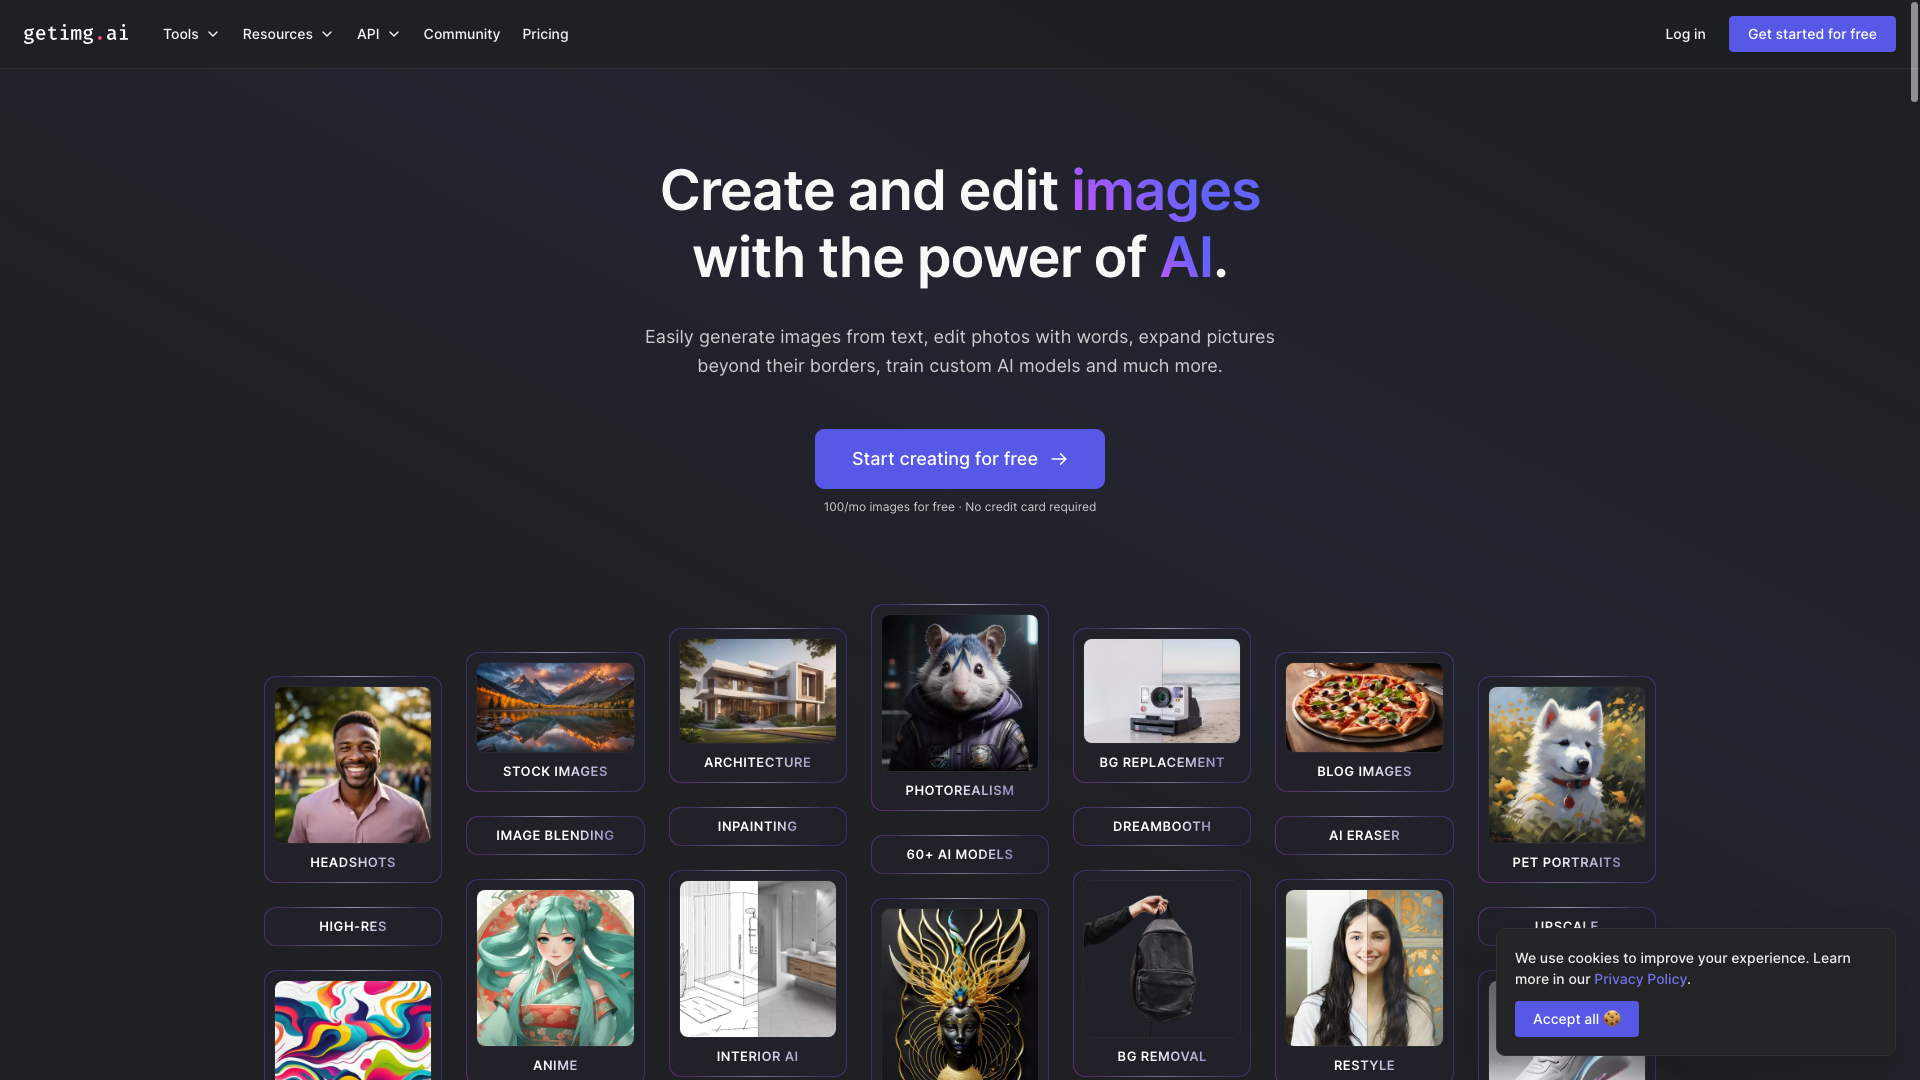 getimg.ai
Tools
Resources
API
Community
Pricing
Log in
Get started for free
Create and edit images
with the power of AI.
Easily generate images from text, edit photos with words, expand pictures
beyond their borders, train custom AI models and much more.
Start creating for free →
100/mo images for free · No credit card required
HEADSHOTS
HIGH-RES
STOCK IMAGES
IMAGE BLENDING
ANIME
ARCHITECTURE
INPAINTING
INTERIOR AI
PHOTOREALISM
60+ AI MODELS
BG REPLACEMENT
DREAMBOOTH
BG REMOVAL
BLOG IMAGES
AI ERASER
RESTYLE
PET PORTRAITS
UPSCALE
We use cookies to improve your experience. Learn
more in our Privacy Policy.
Accept all 🍪